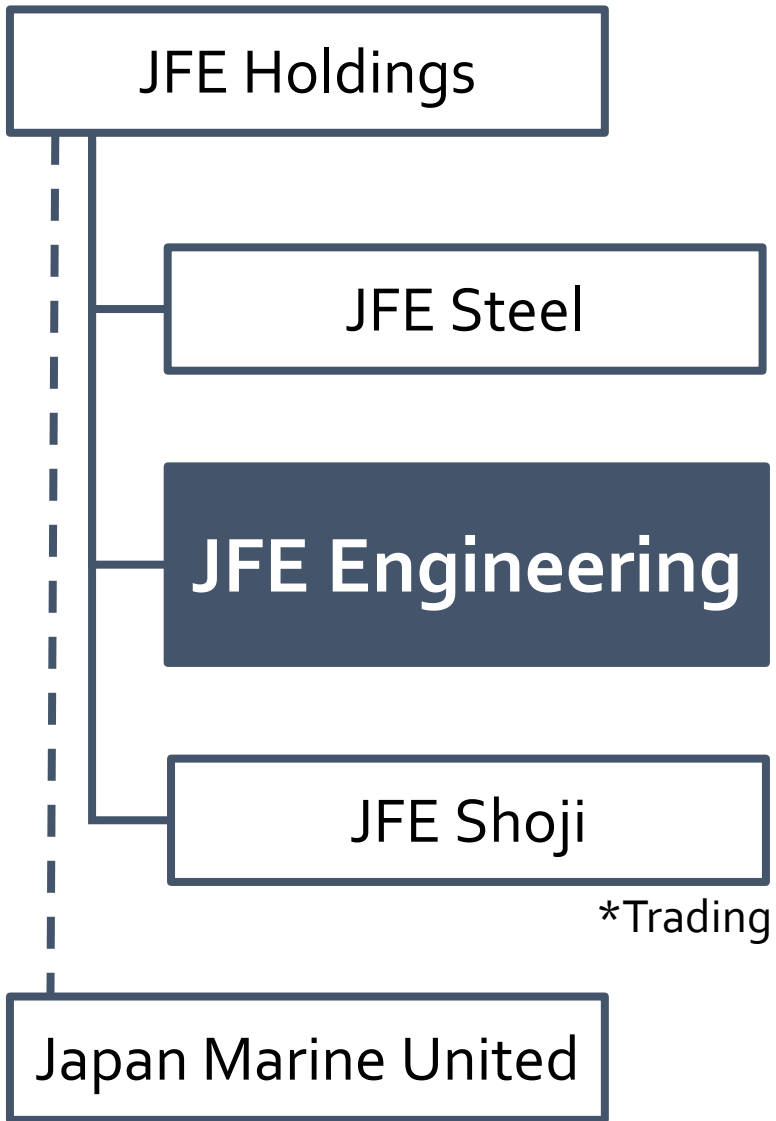 JFE Holdings
JFE Steel
JFE Engineering
JFE Shoji
*Trading
Japan Marine United